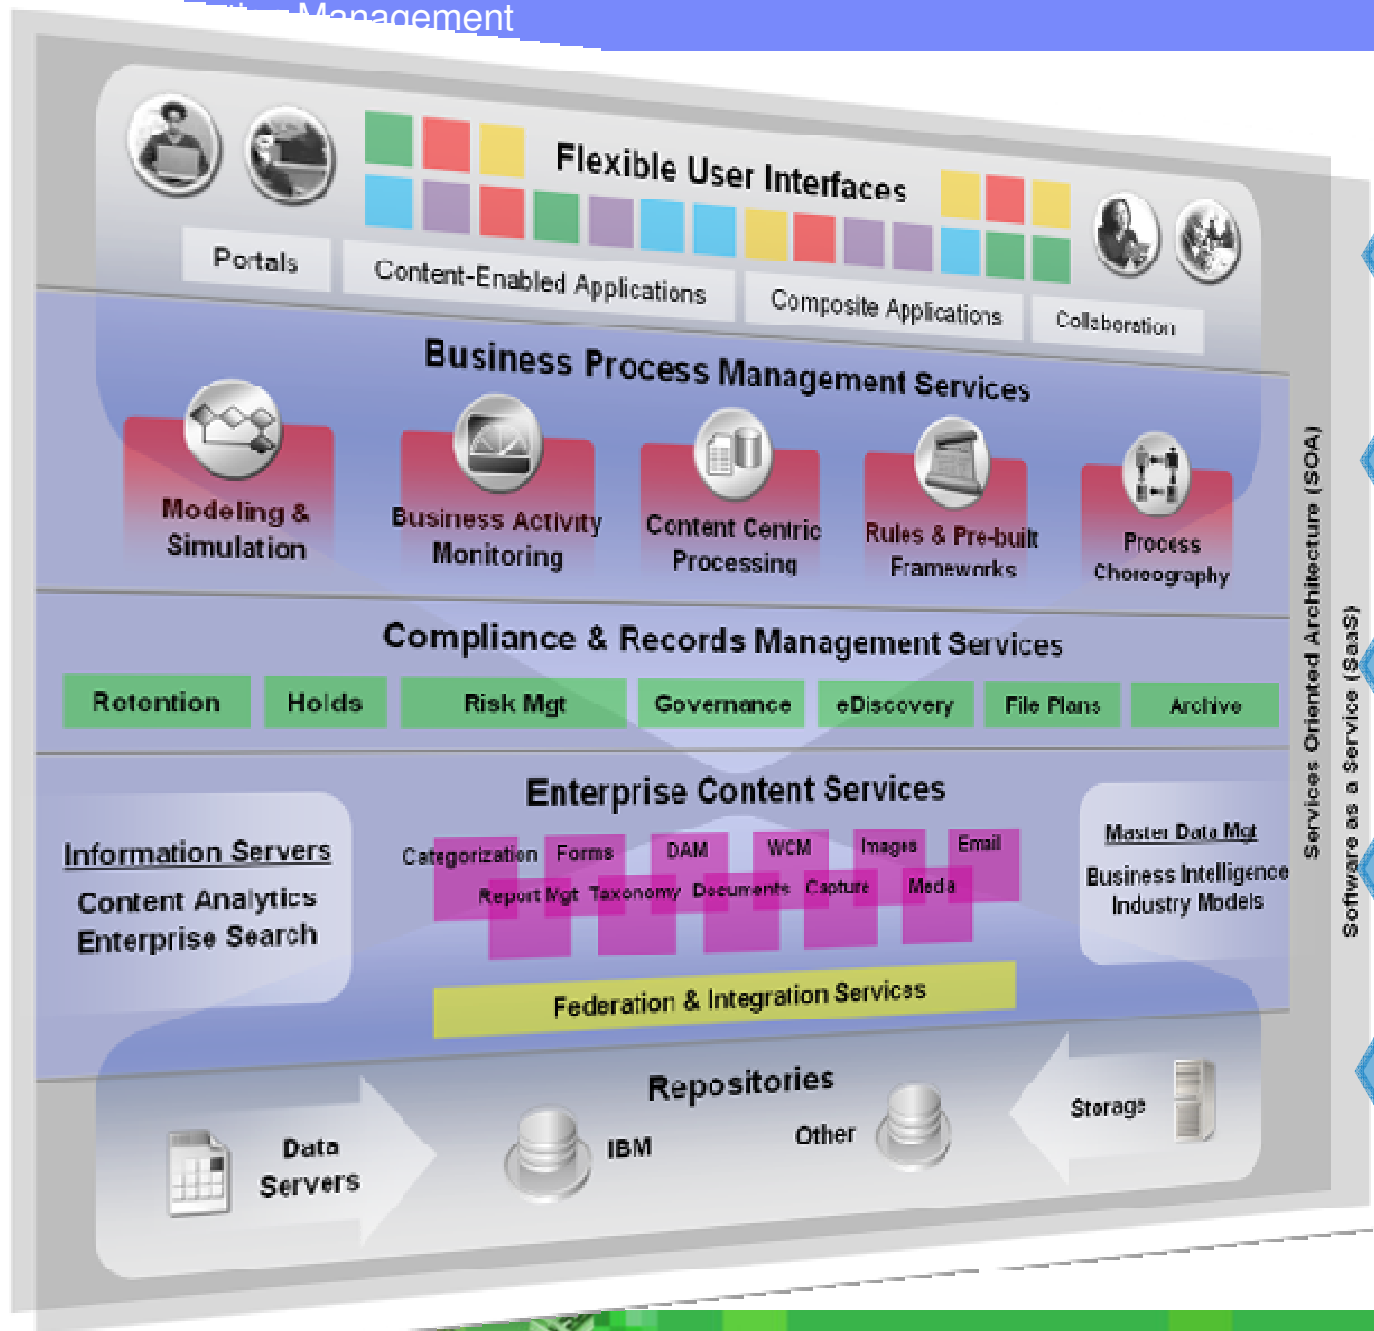 Management
Flexible User Interfaces
Portals
Content-Enabled Applications
Composite Applications
Collaboration
Business Process Management Services
Modeling &
Simulation
Business Activity
Monitoring
Content Centric
Processing
Rules & Pre-built
Frameworks
Process
Choreography
Compliance & Records Management Services
Retention
Holds
Risk Mgt
Governance
eDiscovery
File Plans
Archive
Enterprise Content Services
Information Servers
Content Analytics
Enterprise Search
Categorization
Forms
DAM
WCM
Images
Email
Report Mgt
Taxonomy
Documents
Capture
Media
Master Data Mgt
Business Intelligence
Industry Models
Federation & Integration Services
Repositories
Data
Servers
IBM
Other
Storage
Services Oriented Architecture (SOA)
Software as a Service (SaaS)